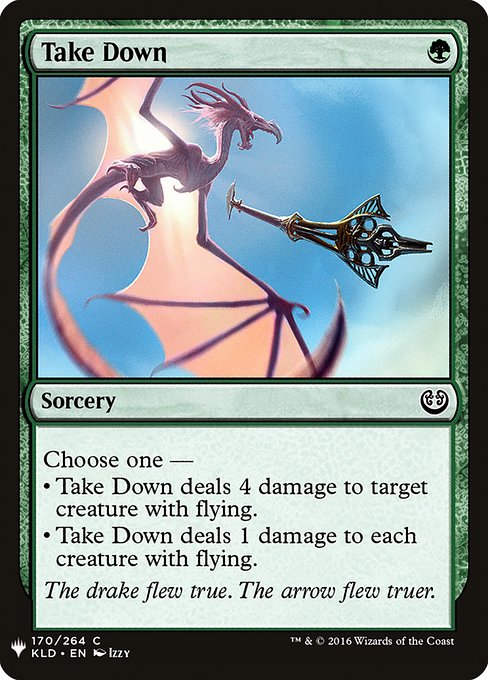 Take Down
Sorcery
Choose one —
• Take Down deals 4 damage to target
creature with flying.
• Take Down deals 1 damage to each
creature with flying.
The drake flew true. The arrow flew truer.
170/264 C
KLD • EN Izzy
™ & © 2016 Wizards of the Coast